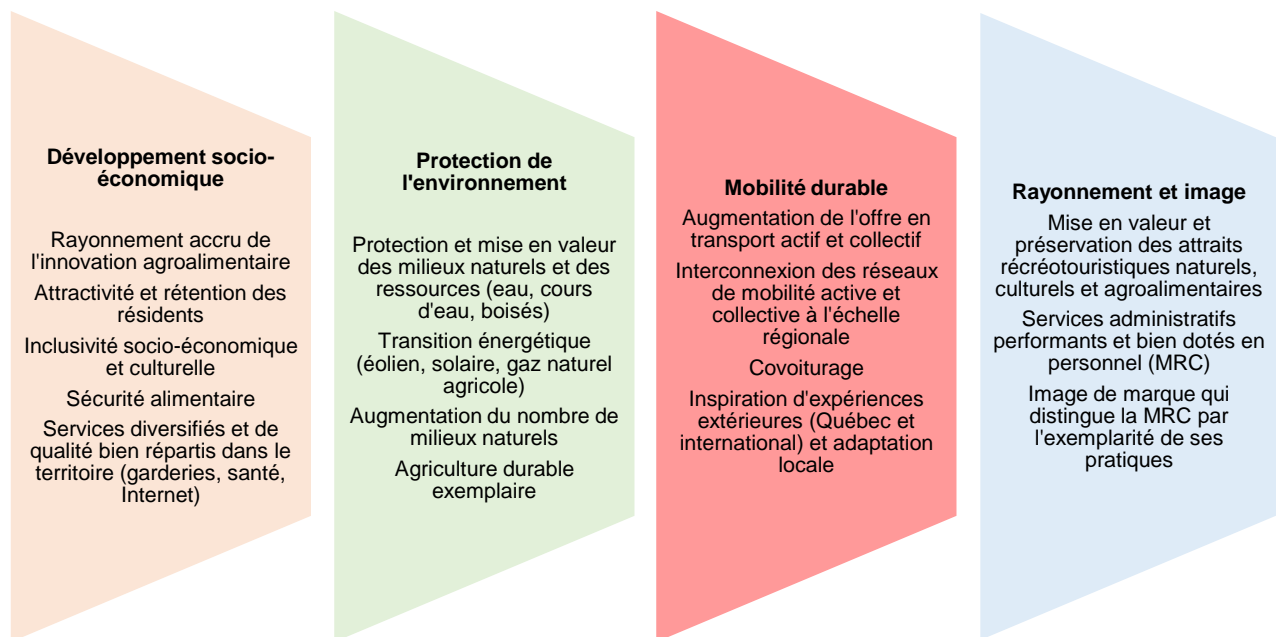 Développement socio-
économique
Rayonnement accru de
l'innovation agroalimentaire
Attractivité et rétention des
résidents
Inclusivité socio-économique
et culturelle
Sécurité alimentaire
Services diversifiés et de
qualité bien répartis dans le
territoire (garderies, santé,
Internet)
Protection de
l'environnement
Protection et mise en valeur
des milieux naturels et des
ressources (eau, cours
d'eau, boisés)
Transition énergétique
(éolien, solaire, gaz naturel
agricole)
Augmentation du nombre de
milieux naturels
Agriculture durable
exemplaire
Mobilité durable
Augmentation de l'offre en
transport actif et collectif
Interconnexion des réseaux
de mobilité active et
collective à l'échelle
régionale
Covoiturage
Inspiration d'expériences
extérieures (Québec et
international) et adaptation
locale
Rayonnement et image
Mise en valeur et
préservation des attraits
récréotouristiques naturels,
culturels et agroalimentaires
Services administratifs
performants et bien dotés en
personnel (MRC)
Image de marque qui
distingue la MRC par
l'exemplarité de ses
pratiques